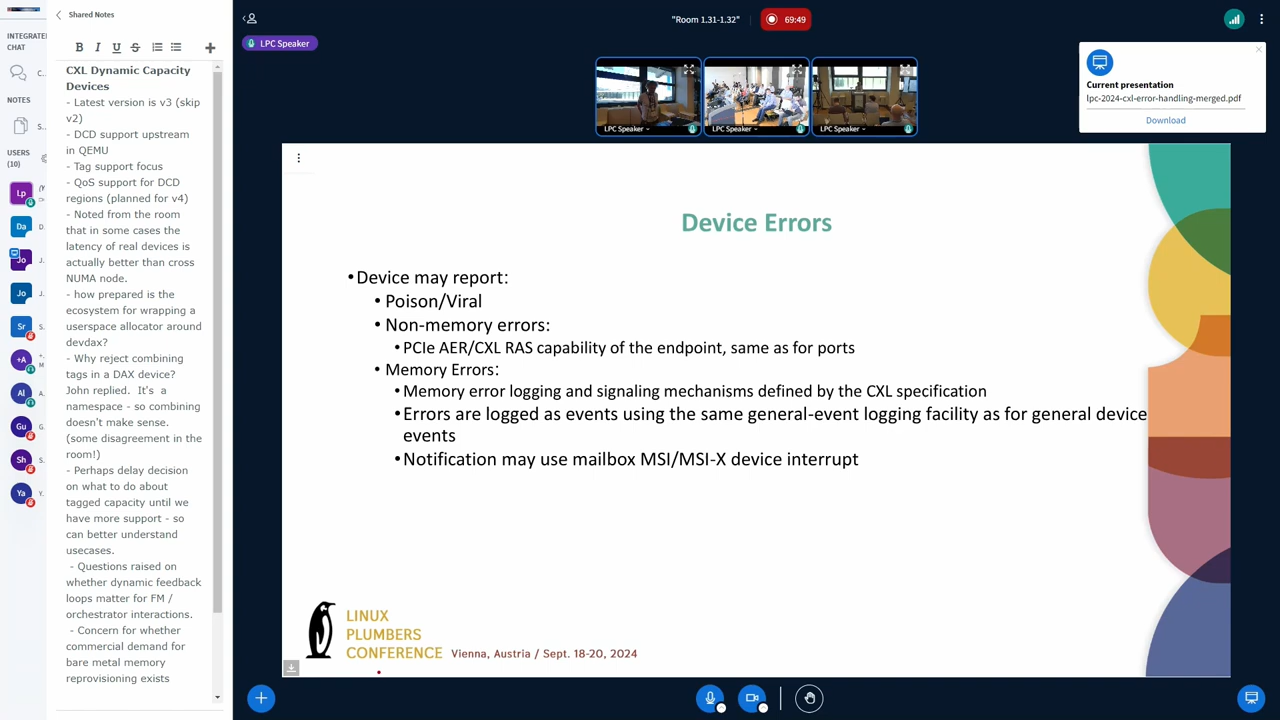 Shared Notes
INTEGRATE
CHAT
C..
NOTES
S..
USERS
(10)
Lp
Da
D.
Jo
J.
Jo
J.
Sr
S.
+A
+.
M
Al
A.
Gu
G.
Sh
S.
Ya
Y.
B I U S
CXL Dynamic Capacity
Devices
- Latest version is v3 (skip
v2)
- DCD support upstream
in QEMU
- Tag support focus
- QoS support for DCD
regions (planned for v4)
- Noted from the room
that in some cases the
latency of real devices is
actually better than cross
NUMA node.
- how prepared is the
ecosystem for wrapping a
userspace allocator around
devdax?
- Why reject combining
tags in a DAX device?
John replied.  It's  a
namespace - so combining
doesn't make sense.
(some disagreement in the
room!)
- Perhaps delay decision
on what to do about
tagged capacity until we
have more support - so
can better understand
usecases.
- Questions raised on
whether dynamic feedback
loops matter for FM /
orchestrator interactions.
- Concern for whether
commercial demand for
bare metal memory
reprovisioning exists
"Room 1.31-1.32"
69:49
LPC Speaker
LPC Speaker
LPC Speaker
LPC Speaker
Current presentation
lpc-2024-cxl-error-handling-merged.pdf
Download
Device Errors
•Device may report:
• Poison/Viral
• Non-memory errors:
•PCIe AER/CXL RAS capability of the endpoint, same as for ports
• Memory Errors:
•Memory error logging and signaling mechanisms defined by the CXL specification
•Errors are logged as events using the same general-event logging facility as for general device
events
•Notification may use mailbox MSI/MSI-X device interrupt
LINUX
PLUMBERS
CONFERENCE Vienna, Austria / Sept. 18-20, 2024